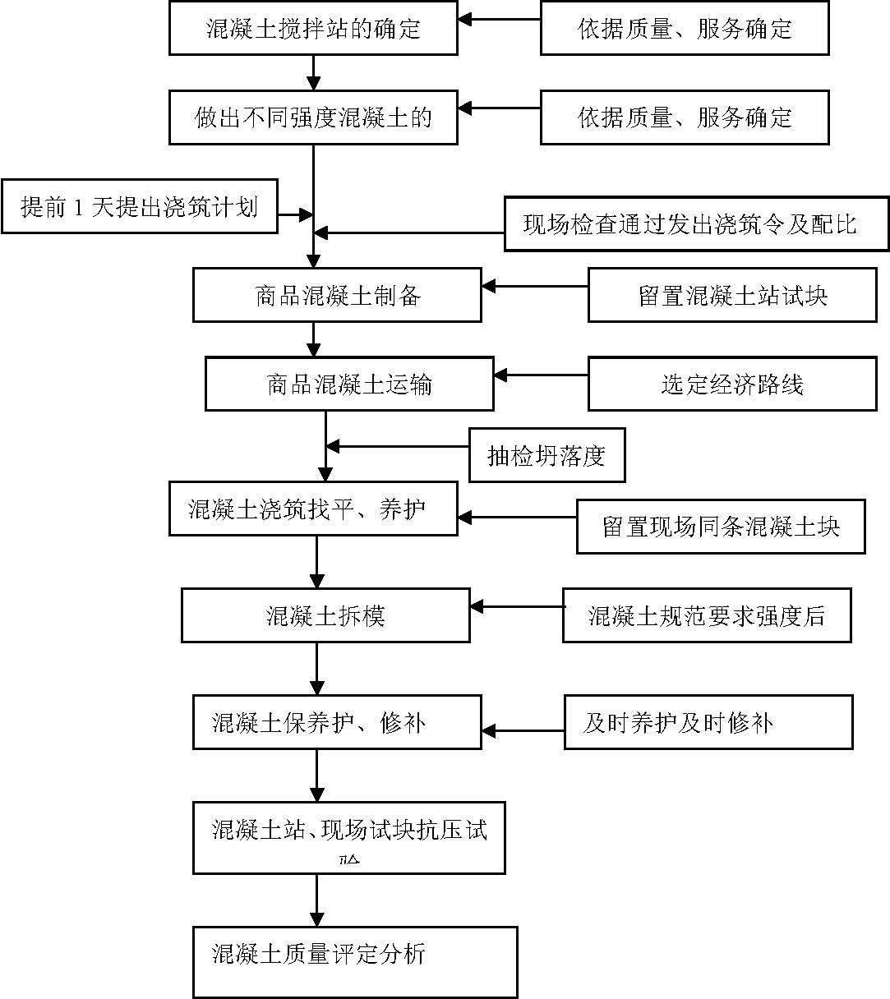 混凝土搅拌站的确定
依据质量、服务确定
做出不同强度混凝土的
依据质量、服务确定
提前1天提出浇筑计划
现场检查通过发出浇筑令及配比
商品混凝土制备
留置混凝土站试块
商品混凝土运输
选定经济路线
抽检坍落度
混凝土浇筑找平、养护
留置现场同条混凝土块
混凝土拆模
混凝土规范要求强度后
混凝土保养护、修补
及时养护及时修补
混凝土站、现场试块抗压试
验
混凝土质量评定分析